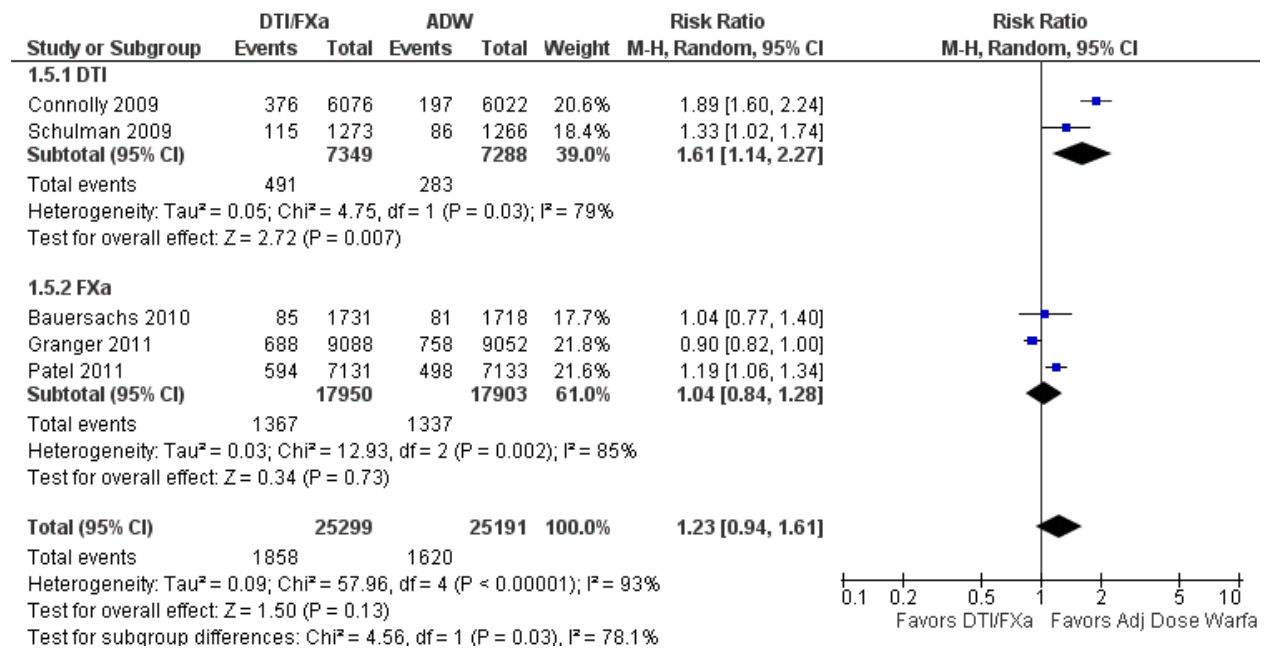 DTI/FXa ADW Risk Ratio Risk Ratio
Study or Subgroup Events Total Events Total Weight M-H, Random, 95% CI M-H, Random, 95% CI
1.5.1 DTI
Connolly 2009 376 6076 197 6022 20.6% 1.89 [1.60, 2.24]
Schulman 2009 115 1273 86 1266 18.4% 1.33 [1.02, 1.74]
Subtotal (95% CI) 7349 7288 39.0% 1.61 [1.14, 2.27]
Total events 491 283
Heterogeneity: Tau² = 0.05; Chi² = 4.75, df = 1 (P = 0.03); I² = 79%
Test for overall effect: Z = 2.72 (P = 0.007)
1.5.2 FXa
Bauersachs 2010 85 1731 81 1718 17.7% 1.04 [0.77, 1.40]
Granger 2011 688 9088 758 9052 21.8% 0.90 [0.82, 1.00]
Patel 2011 594 7131 498 7133 21.6% 1.19 [1.06, 1.34]
Subtotal (95% CI) 17950 17903 61.0% 1.04 [0.84, 1.28]
Total events 1367 1337
Heterogeneity: Tau² = 0.03; Chi² = 12.93, df = 2 (P = 0.002); I² = 85%
Test for overall effect: Z = 0.34 (P = 0.73)
Total (95% CI) 25299 25191 100.0% 1.23 [0.94, 1.61]
Total events 1858 1620
Heterogeneity: Tau² = 0.09; Chi² = 57.96, df = 4 (P < 0.00001); I² = 93%
Test for overall effect: Z = 1.50 (P = 0.13)
Test for subgroup differences: Chi² = 4.56, df = 1 (P = 0.03), I² = 78.1%
0.1 0.2 0.5 1 2 5 10
Favors DTI/FXa Favors Adj Dose Warfa